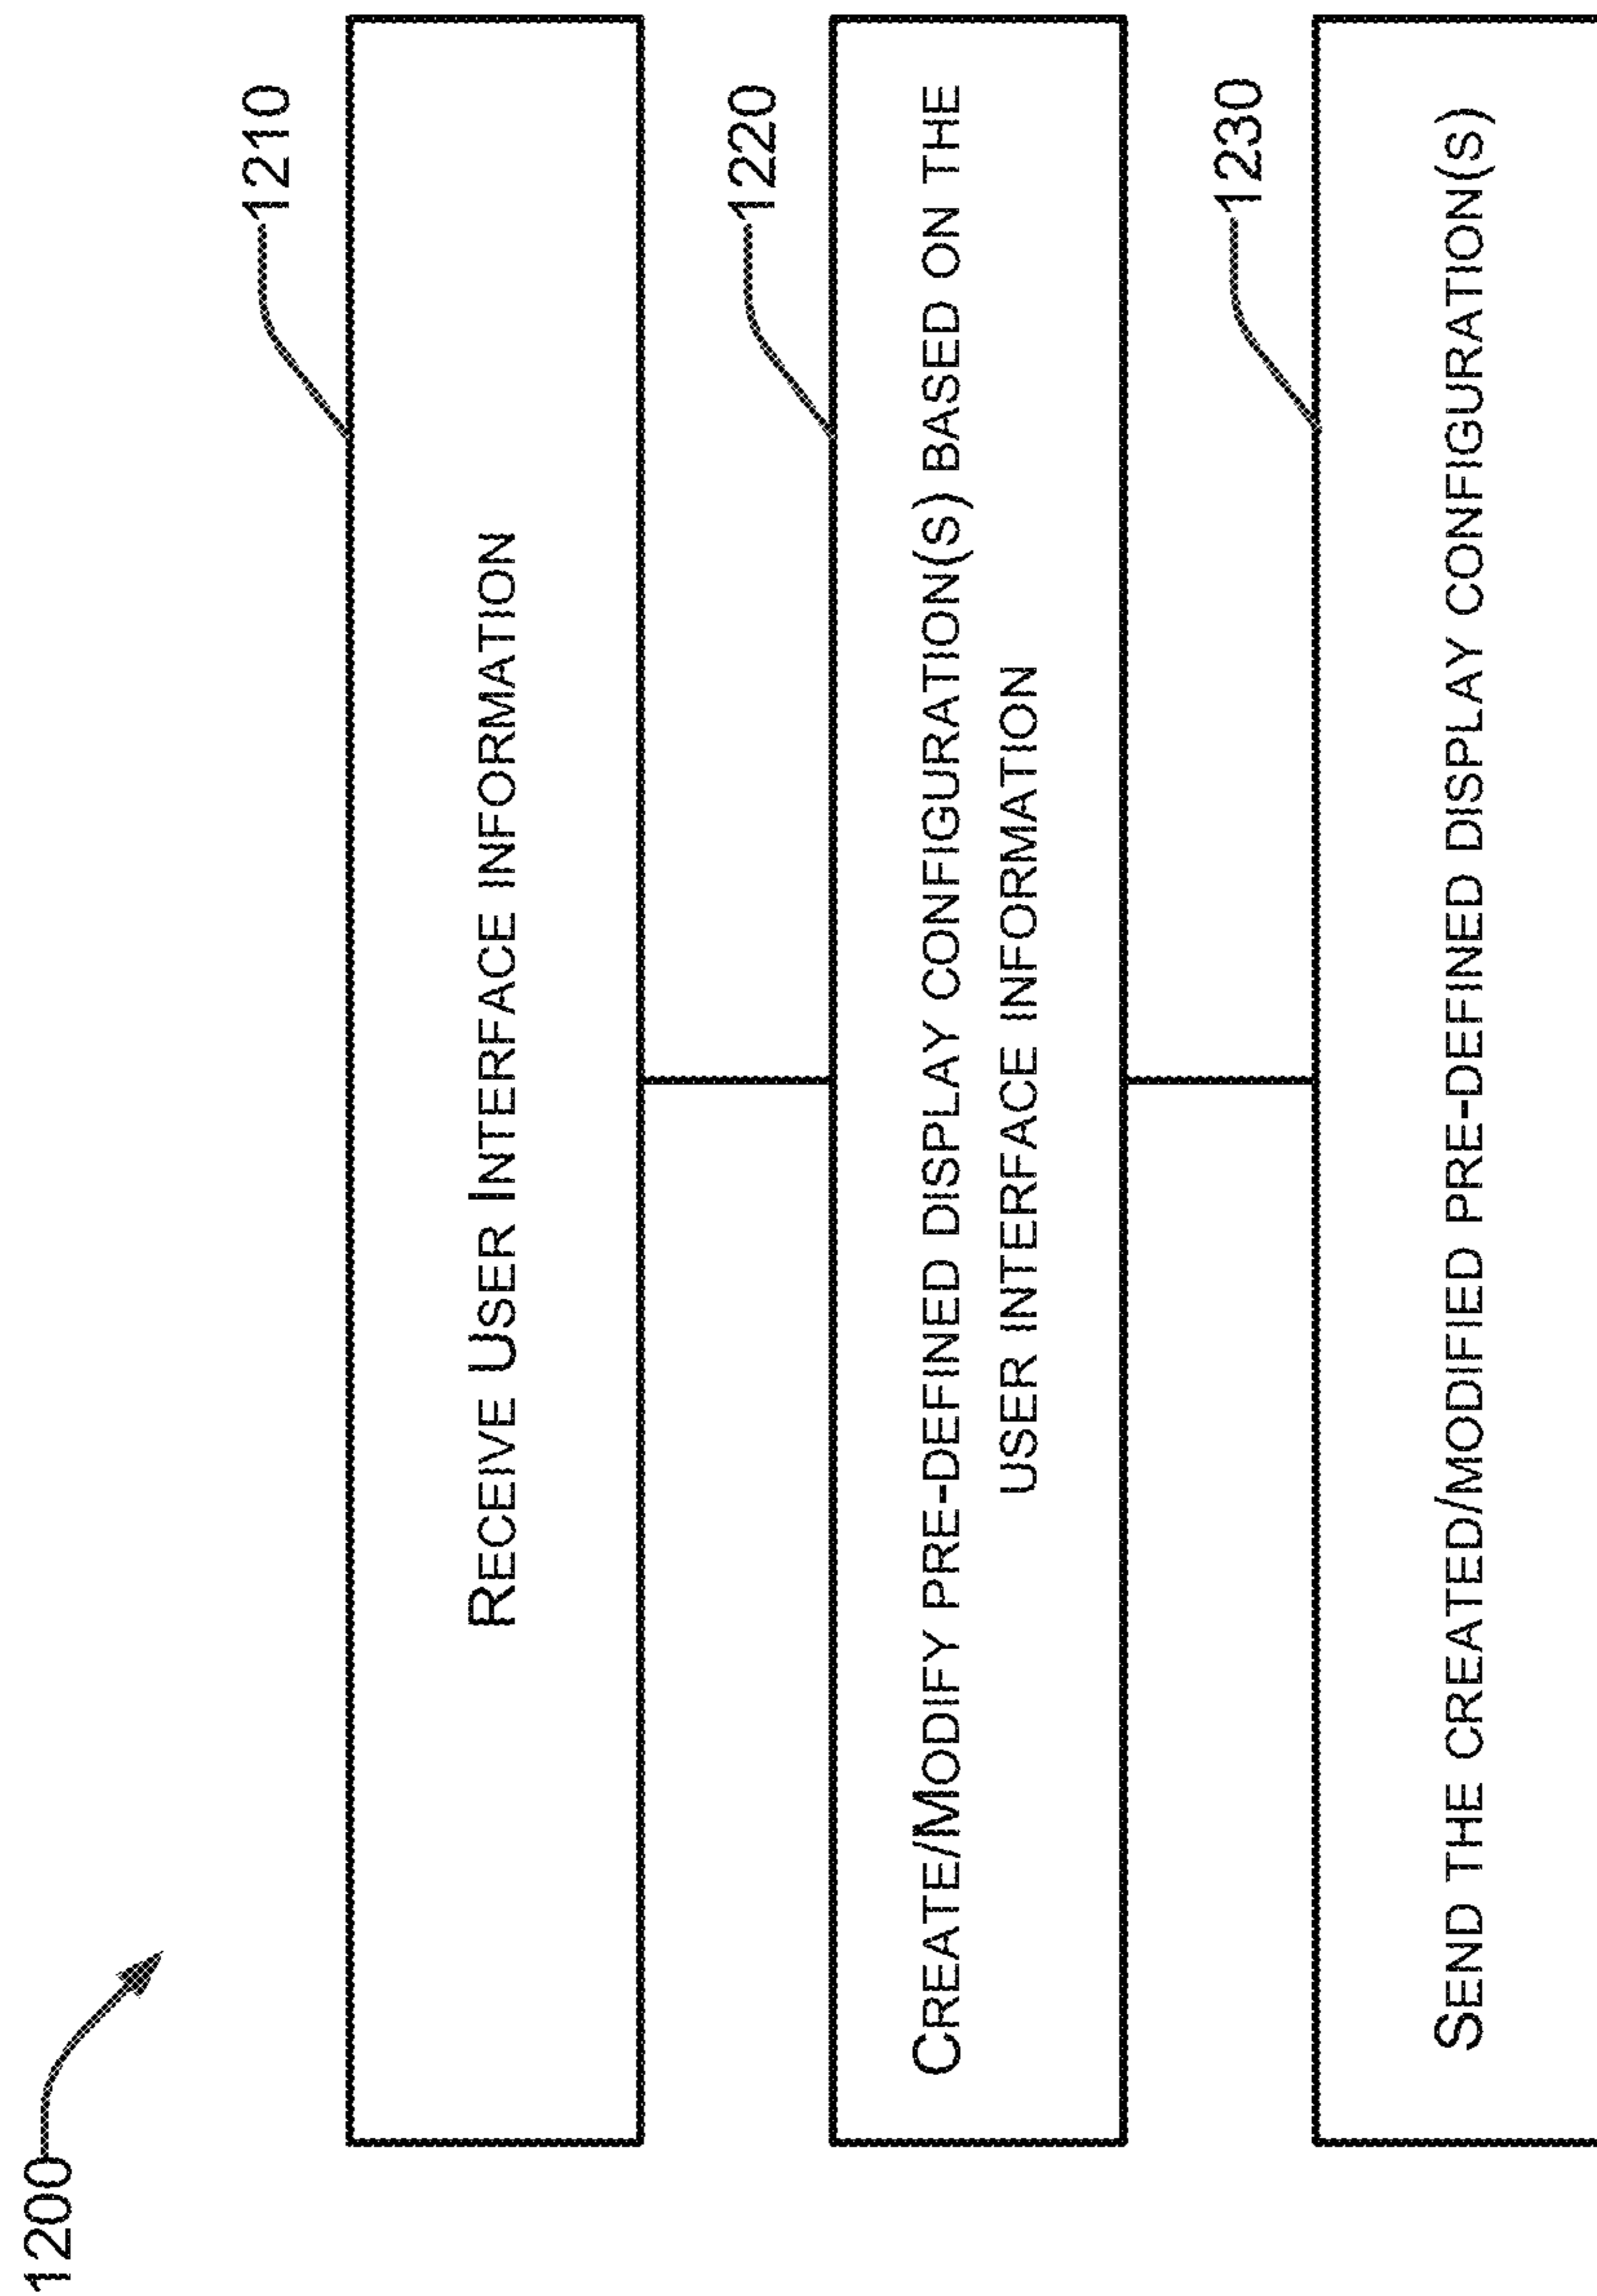 1200
1210
RECEIVE USER INTERFACE INFORMATION
1220
CREATE/MODIFY PRE-DEFINED DISPLAY CONFIGURATION(S) BASED ON THE
USER INTERFACE INFORMATION
1230
SEND THE CREATED/MODIFIED PRE-DEFINED DISPLAY CONFIGURATION(S)